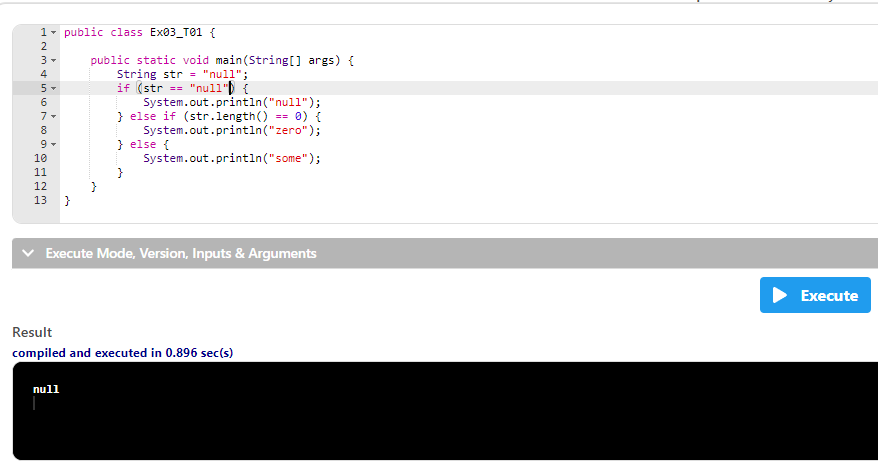 1 public class Ex03_T01 {
2
3 public static void main(String[] args) {
4 String str = "null";
5 if (str == "null") {
6 System.out.println("null");
7 } else if (str.length() == 0) {
8 System.out.println("zero");
9 } else {
10 System.out.println("some");
11 }
12 }
13 }
Execute Mode, Version, Inputs & Arguments
Execute
Result
compiled and executed in 0.896 sec(s)
null